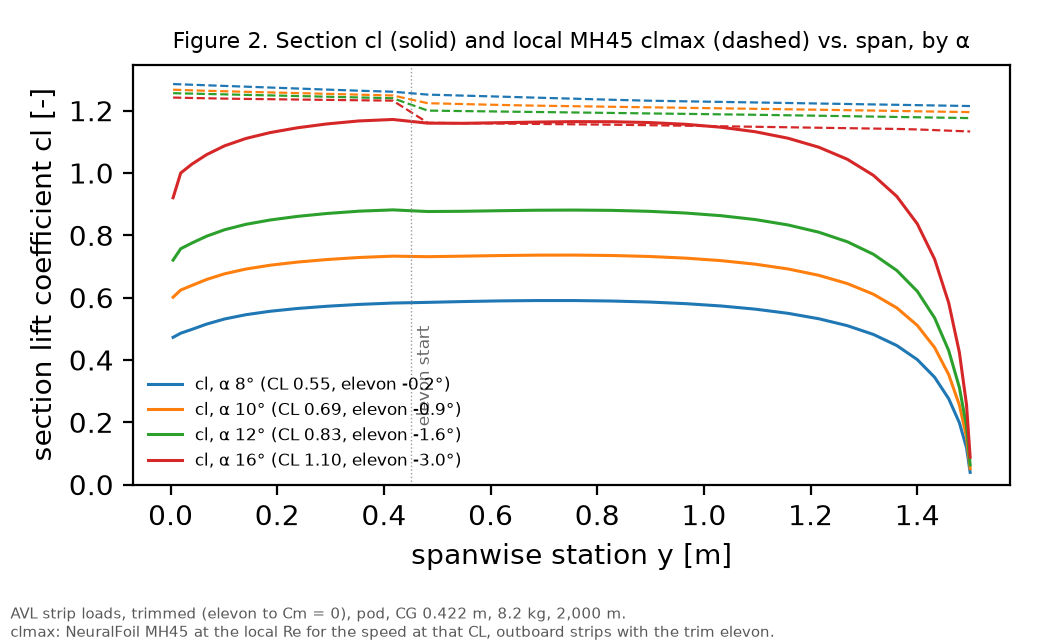 Figure 2. Section cl (solid) and local MH45 clmax (dashed) vs. span, by α
section lift coefficient cl [-]
1.2
1.0
0.8
0.6
0.4
0.2
0.0
elevon start
cl, α 8° (CL 0.55, elevon -0.2°)
cl, α 10° (CL 0.69, elevon -0.9°)
cl, α 12° (CL 0.83, elevon -1.6°)
cl, α 16° (CL 1.10, elevon -3.0°)
0.0 0.2 0.4 0.6 0.8 1.0 1.2 1.4
spanwise station y [m]
AVL strip loads, trimmed (elevon to Cm = 0), pod, CG 0.422 m, 8.2 kg, 2,000 m.
clmax: NeuralFoil MH45 at the local Re for the speed at that CL, outboard strips with the trim elevon.